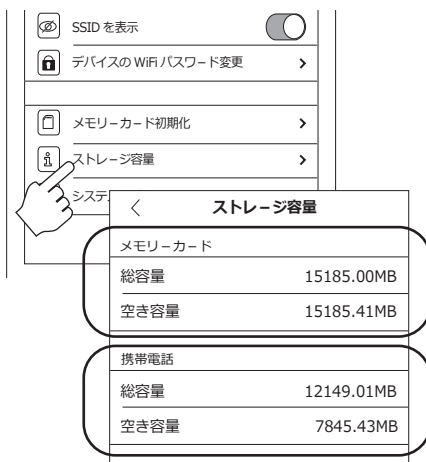 SSIDを表示
デバイスのWiFiパスワード変更
メモリーカード初期化
ストレージ容量
システ
ストレージ容量
メモリーカード
総容量 15185.00MB
空き容量 15185.41MB
携帯電話
総容量 12149.01MB
空き容量 7845.43MB